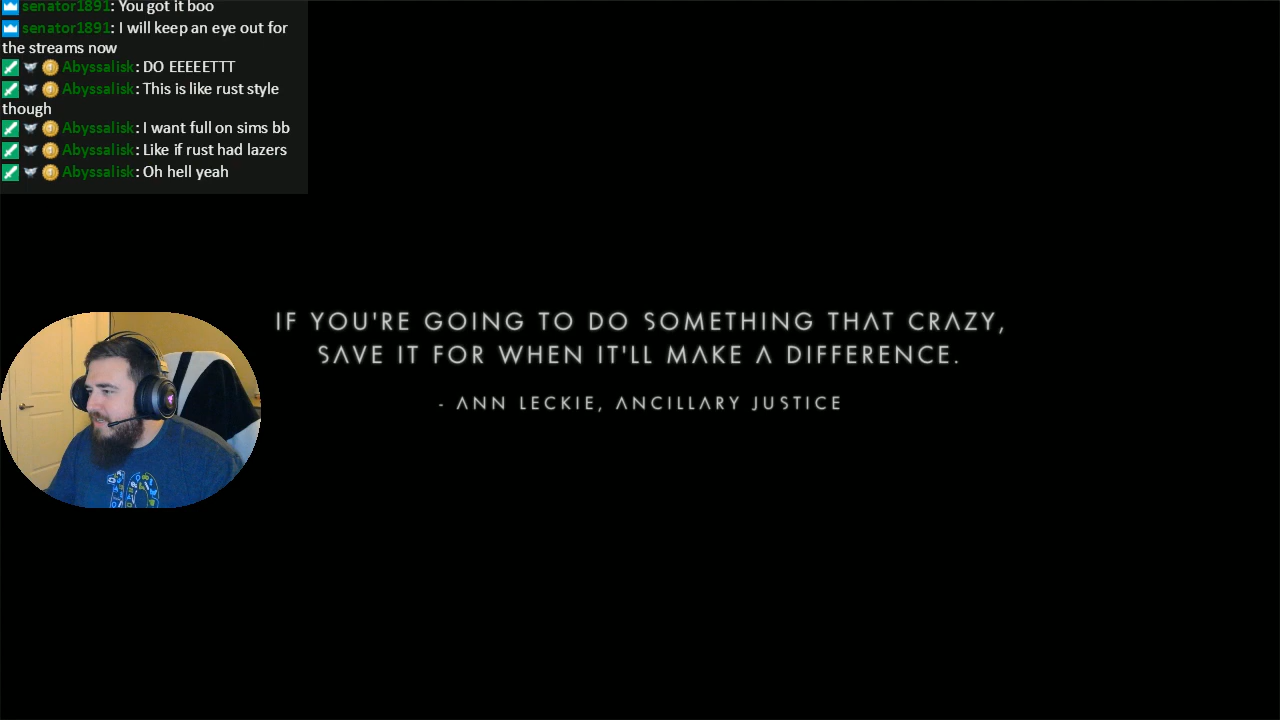 senator1891: You got it boo
senator1891: I will keep an eye out for
the streams now
Abyssalisk: DO EEEEETTT
Abyssalisk: This is like rust style
though
Abyssalisk: I want full on sims bb
Abyssalisk: Like if rust had lazers
Abyssalisk: Oh hell yeah
IF YOU'RE GOING TO DO SOMETHING THAT CRAZY,
SAVE IT FOR WHEN IT'LL MAKE A DIFFERENCE.
- ANN LECKIE, ANCILLARY JUSTICE
10